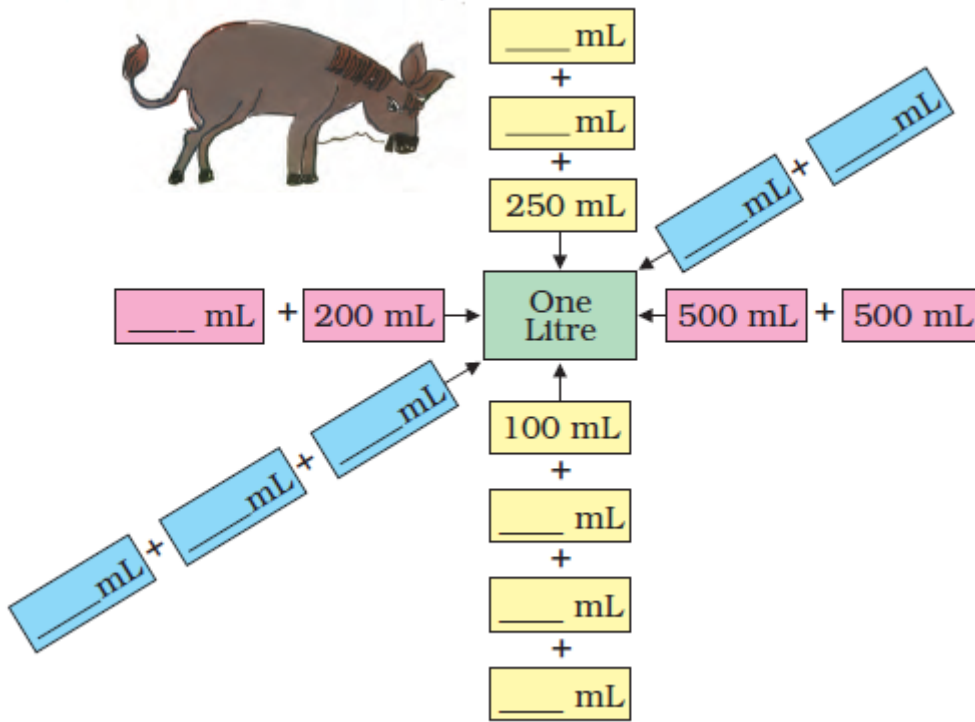 ____ mL
+
____ mL
+
250 mL
____mL + ____mL
____ mL + 200 mL
One
Litre
500 mL + 500 mL
____mL + ____mL + ____mL
100 mL
+
____ mL
+
____ mL
+
____ mL